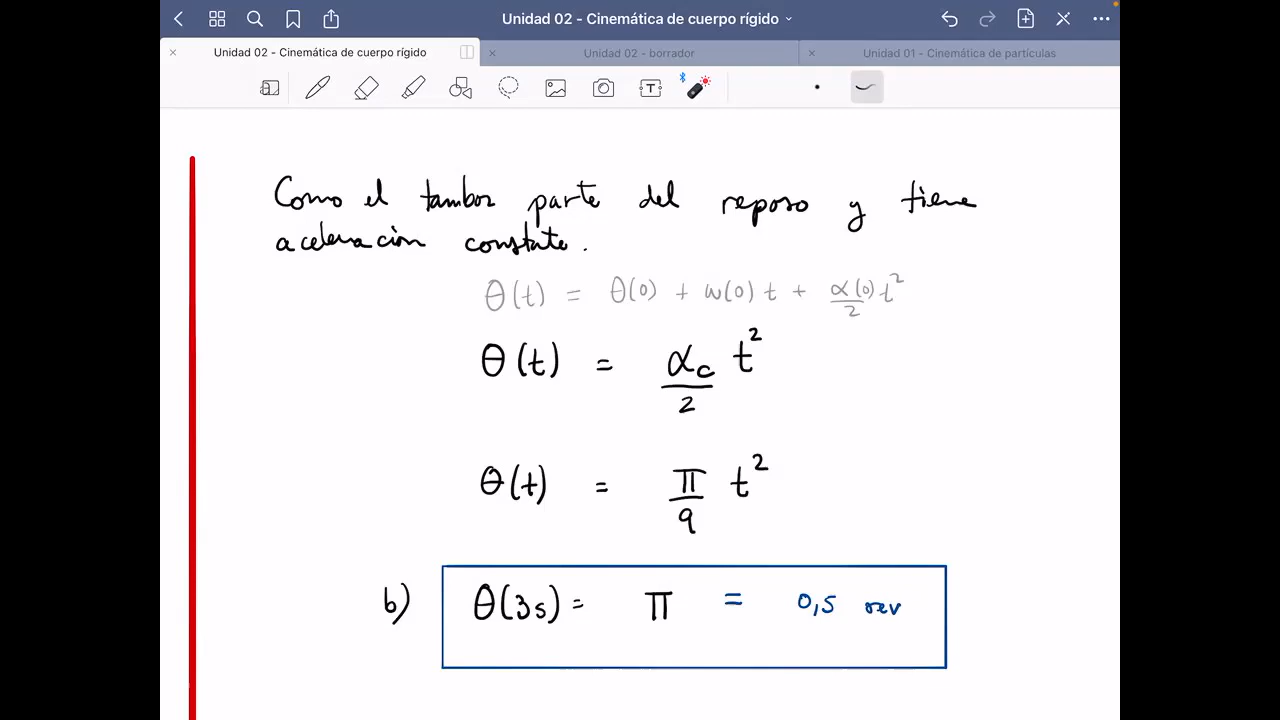 Unidad 02 - Cinemática de cuerpo rígido
Unidad 02 - Cinemática de cuerpo rígido
Unidad 02 - borrador
Unidad 01 - Cinemática de partículas
Como el tambor parte del reposo y tiene
aceleración constate.
θ(t) = θ(0) + ω(0) t + α(0)/2 t²
θ(t) = αc/2 t²
θ(t) = π/9 t²
b) θ(3s) = π = 0,5 rev